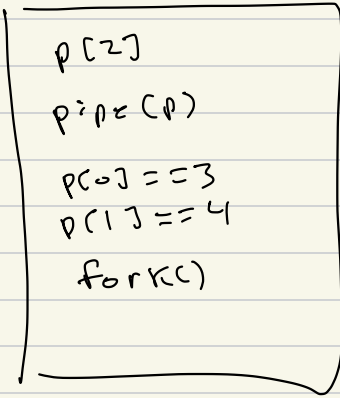 p[2]
pipe(p)
p[0] == 3
p[1] == 4
fork()